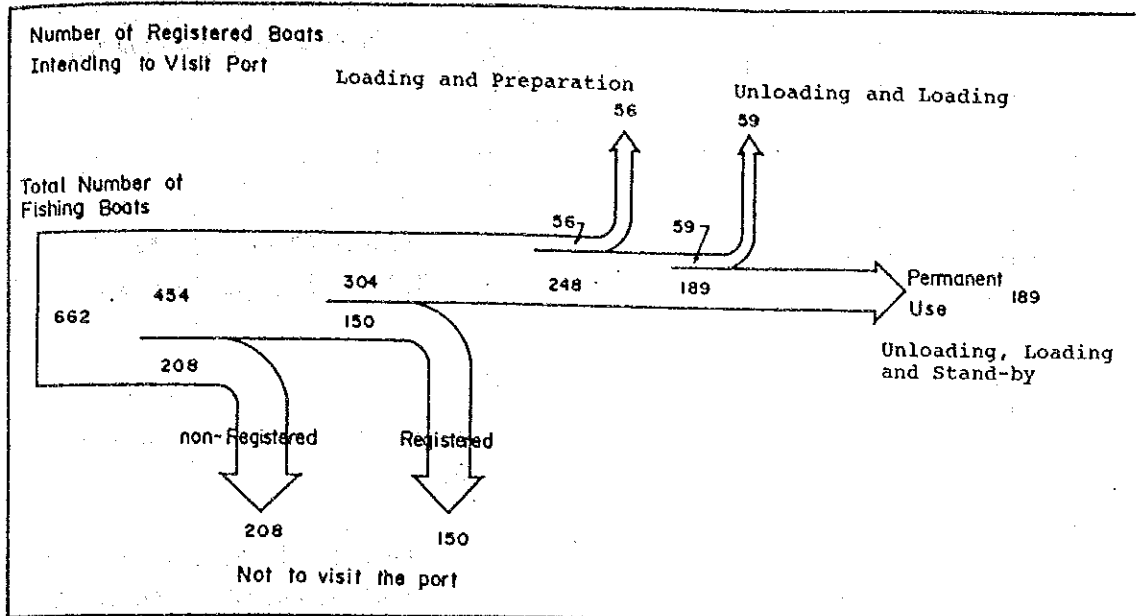 Number of Registered Boats
Intending to Visit Port
Loading and Preparation
56
Unloading and Loading
59
Total Number of
Fishing Boats
56
59
662
454
304
248
189
Permanent
Use
189
150
208
Unloading, Loading
and Stand-by
non-Registered
Registered
208
150
Not to visit the port